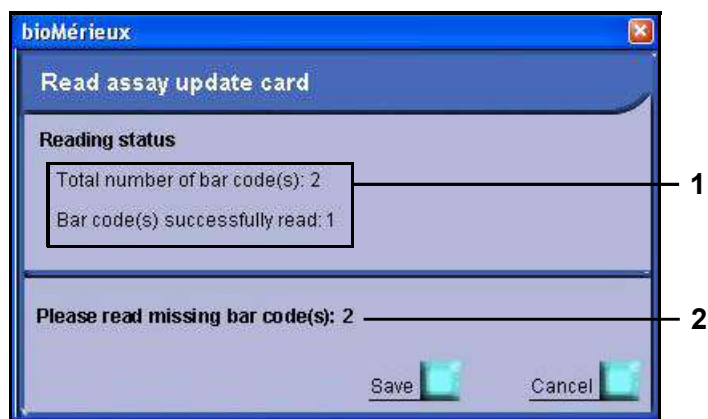 bioMérieux
Read assay update card
Reading status
Total number of bar code(s): 2
1
Bar code(s) successfully read: 1
Please read missing bar code(s): 2
2
Save
Cancel